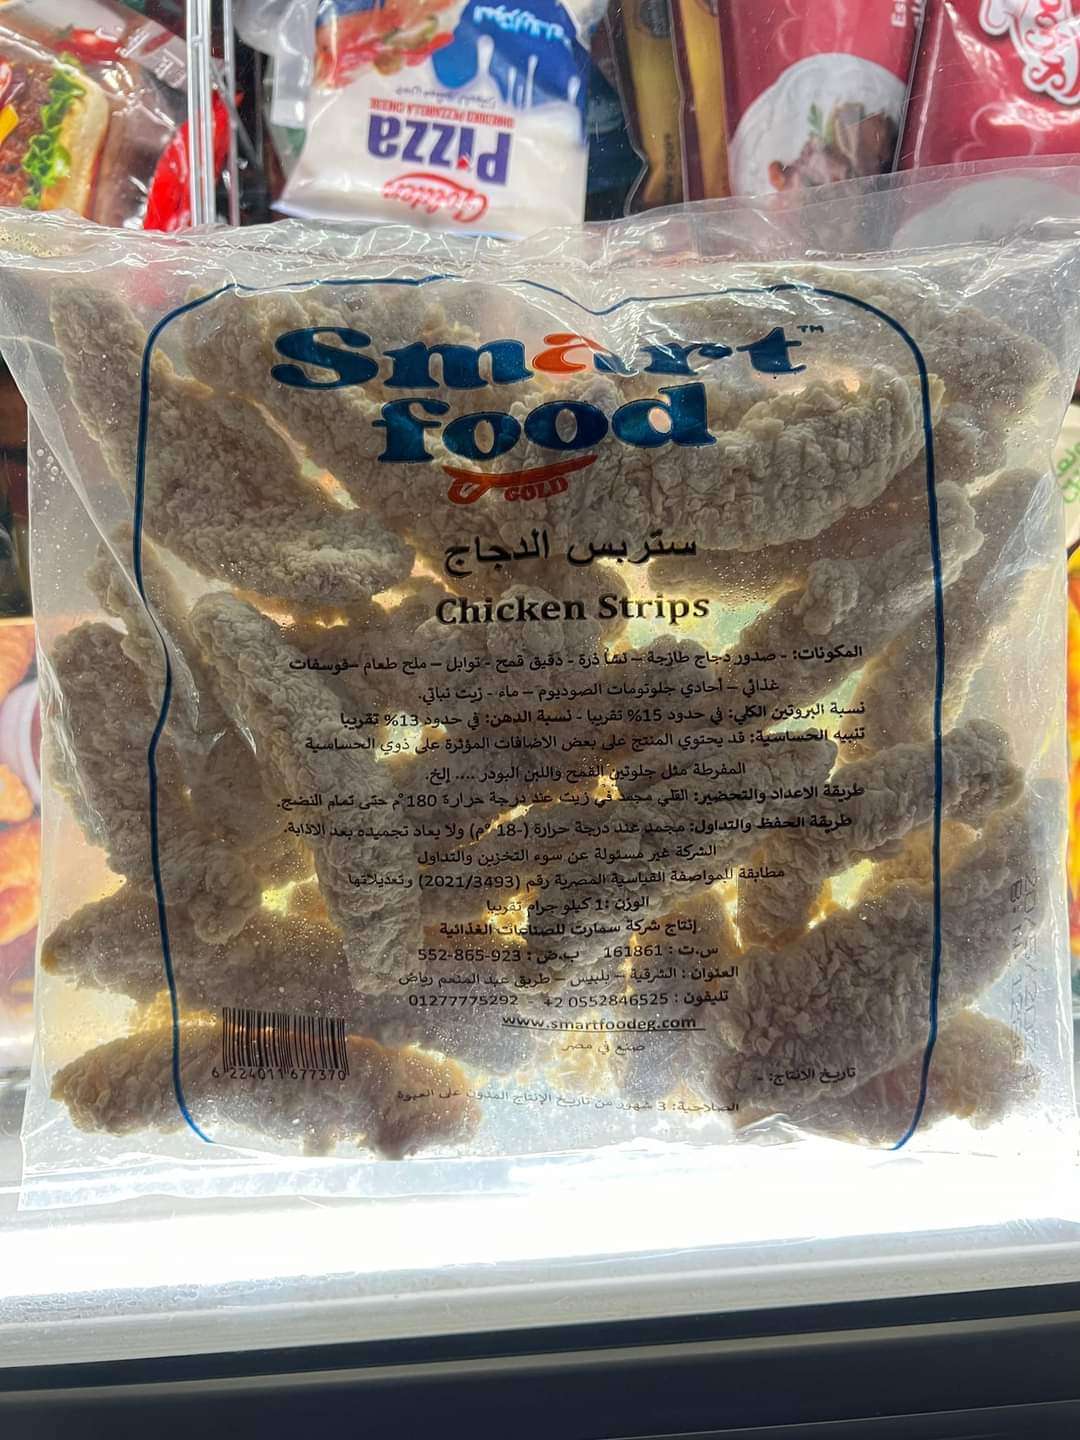 Pizza
SHREDDED PIZZARELLA CHEESE
Smart™
food
GOLD
ستربس الدجاج
Chicken Strips
المكونات: - صدور دجاج طازجة – نشا ذرة - دقيق قمح - توابل – ملح طعام –فوسفات
غذائي – أحادي جلوتومات الصوديوم – ماء - زيت نباتي.
نسبة البروتين الكلي: في حدود 15% تقريبا - نسبة الدهن: في حدود 13% تقريبا
تنبيه الحساسية: قد يحتوي المنتج على بعض الاضافات المؤثرة على ذوي الحساسية
المفرطة مثل جلوتين القمح واللبن البودر .... إلخ.
طريقة الاعداد والتحضير: القلي مجمد في زيت عند درجة حرارة 180°م حتى تمام النضج.
طريقة الحفظ والتداول: مجمد عند درجة حرارة (-18 °م) ولا يعاد تجميده بعد الاذابة.
الشركة غير مسئولة عن سوء التخزين والتداول
مطابقة للمواصفة القياسية المصرية رقم (2021/3493) وتعديلاتها
الوزن :1 كيلو جرام تقريبا
إنتاج شركة سمارت للصناعات الغذائية
س.ت : 161861 ب.ض : 923-865-552
العنوان : الشرقية – بلبيس – طريق عبد المنعم رياض
تليفون : 0552846525 2+ - 01277775292
www.smartfoodeg.com
صنع في مصر
6 224011 677370
تاريخ الانتاج: -
الصلاحية: 3 شهور من تاريخ الإنتاج المدون على العبوة